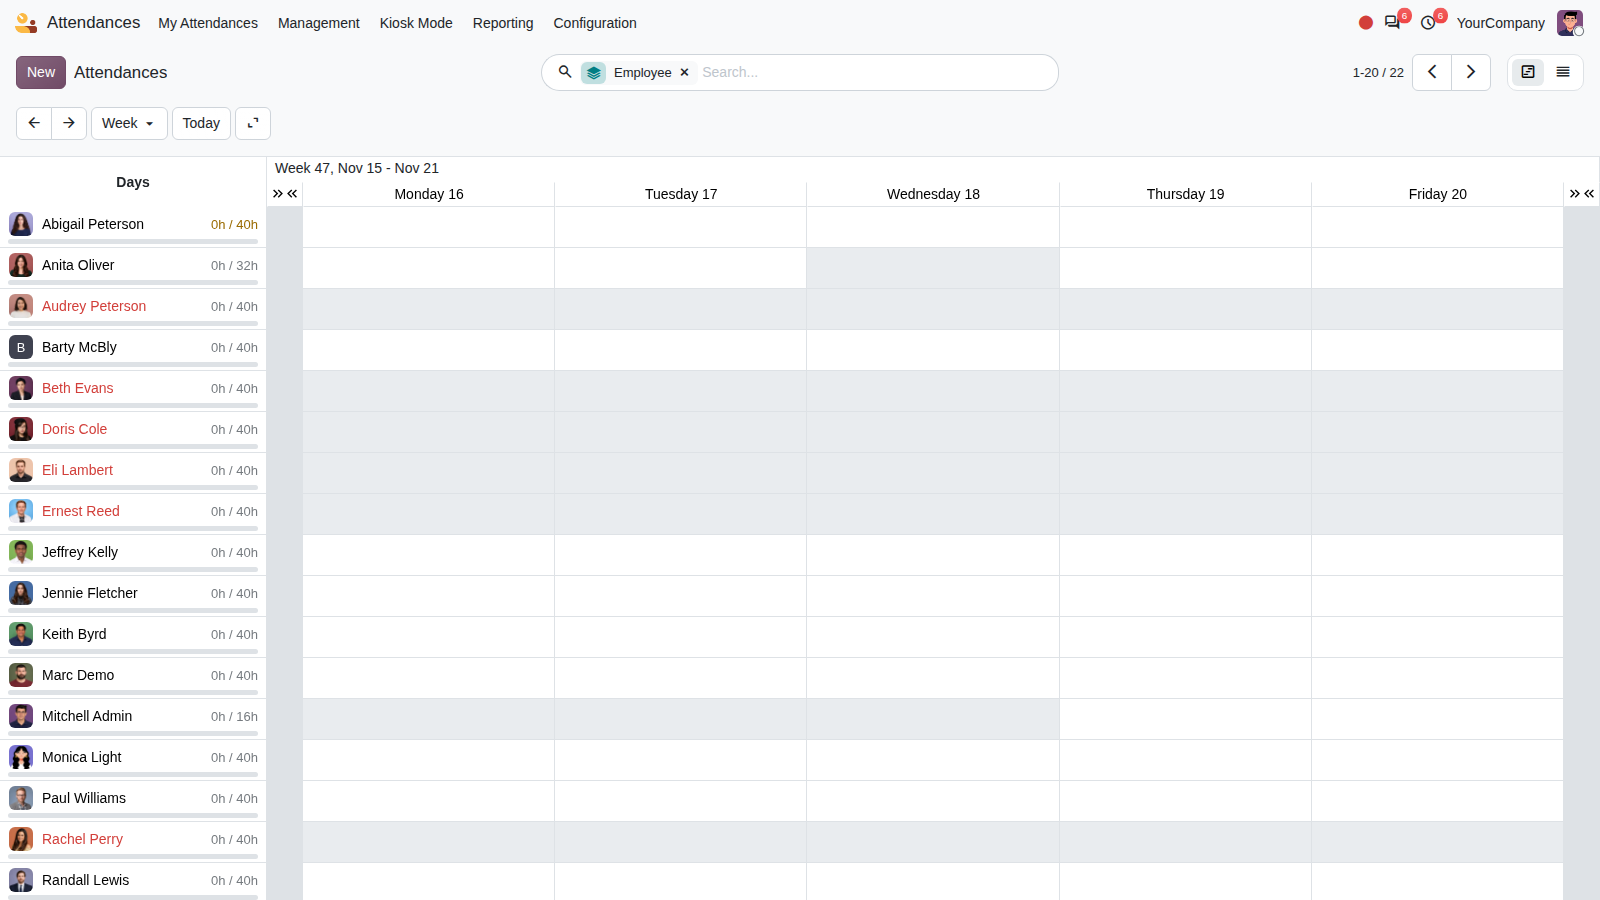 Attendances My Attendances Management Kiosk Mode Reporting Configuration 6 6 YourCompany
New Attendances Employee Search... 1-20 / 22
Week Today
Week 47, Nov 15 - Nov 21
Days
Monday 16 Tuesday 17 Wednesday 18 Thursday 19 Friday 20
Abigail Peterson 0h / 40h
Anita Oliver 0h / 32h
Audrey Peterson 0h / 40h
B Barty McBly 0h / 40h
Beth Evans 0h / 40h
Doris Cole 0h / 40h
Eli Lambert 0h / 40h
Ernest Reed 0h / 40h
Jeffrey Kelly 0h / 40h
Jennie Fletcher 0h / 40h
Keith Byrd 0h / 40h
Marc Demo 0h / 40h
Mitchell Admin 0h / 16h
Monica Light 0h / 40h
Paul Williams 0h / 40h
Rachel Perry 0h / 40h
Randall Lewis 0h / 40h